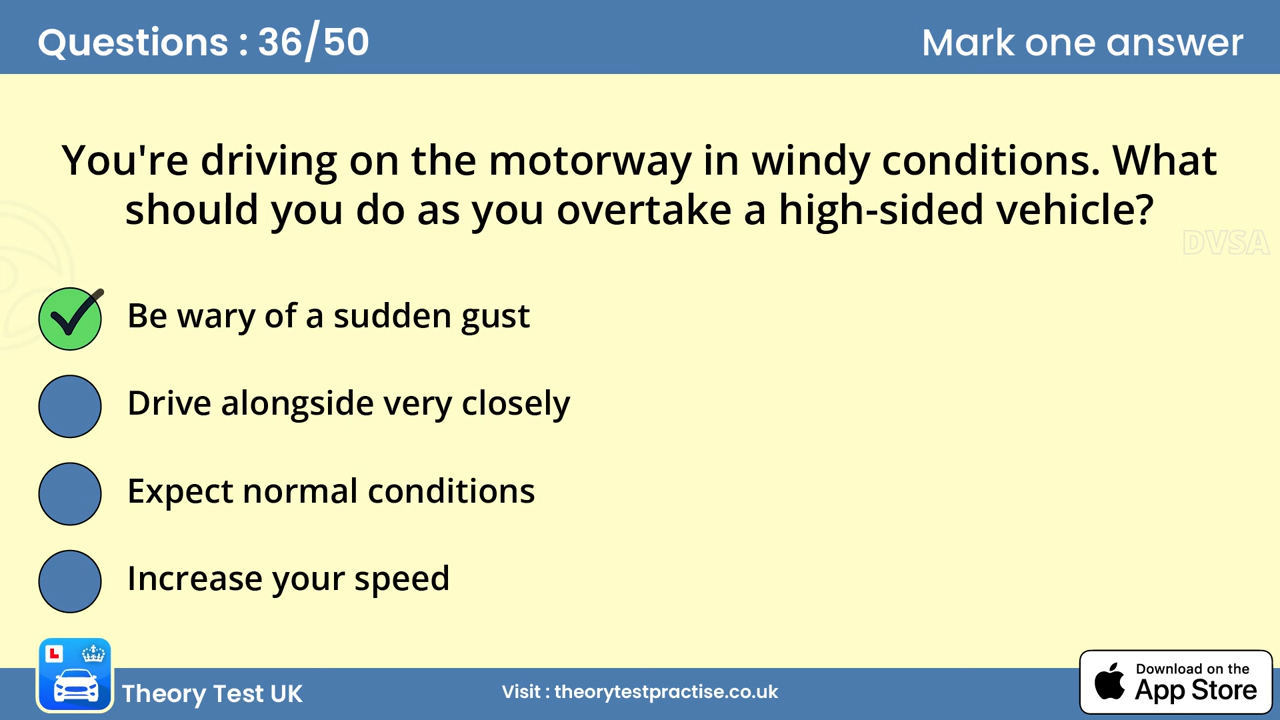 Questions : 36/50
Mark one answer
You're driving on the motorway in windy conditions. What
should you do as you overtake a high-sided vehicle?
DVSA
Be wary of a sudden gust
Drive alongside very closely
Expect normal conditions
Increase your speed
L
Theory Test UK
Visit : theorytestpractise.co.uk
Download on the
App Store